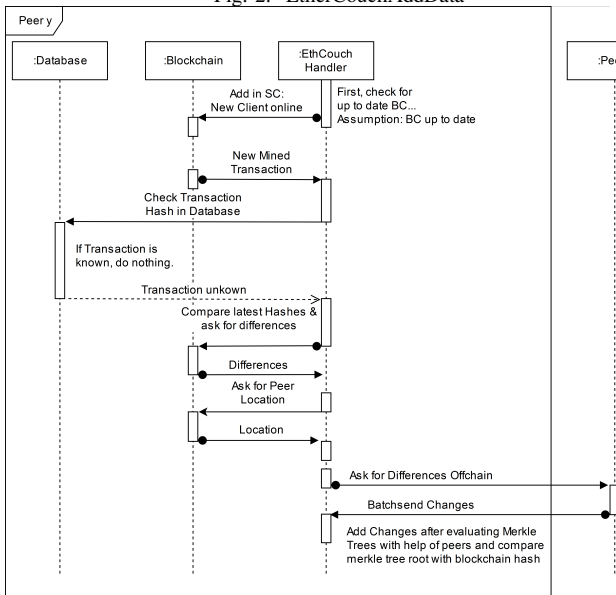 Fig. 2. EtherCouchAddData
Peer y
:Database
:Blockchain
:EthCouch
Handler
Add in SC:
New Client online
First, check for
up to date BC...
Assumption: BC up to date
New Mined
Transaction
Check Transaction
Hash in Database
If Transaction is
known, do nothing.
Transaction unkown
Compare latest Hashes &
ask for differences
Differences
Ask for Peer
Location
Location
Ask for Differences Offchain
Batchsend Changes
Add Changes after evaluating Merkle
Trees with help of peers and compare
merkle tree root with blockchain hash